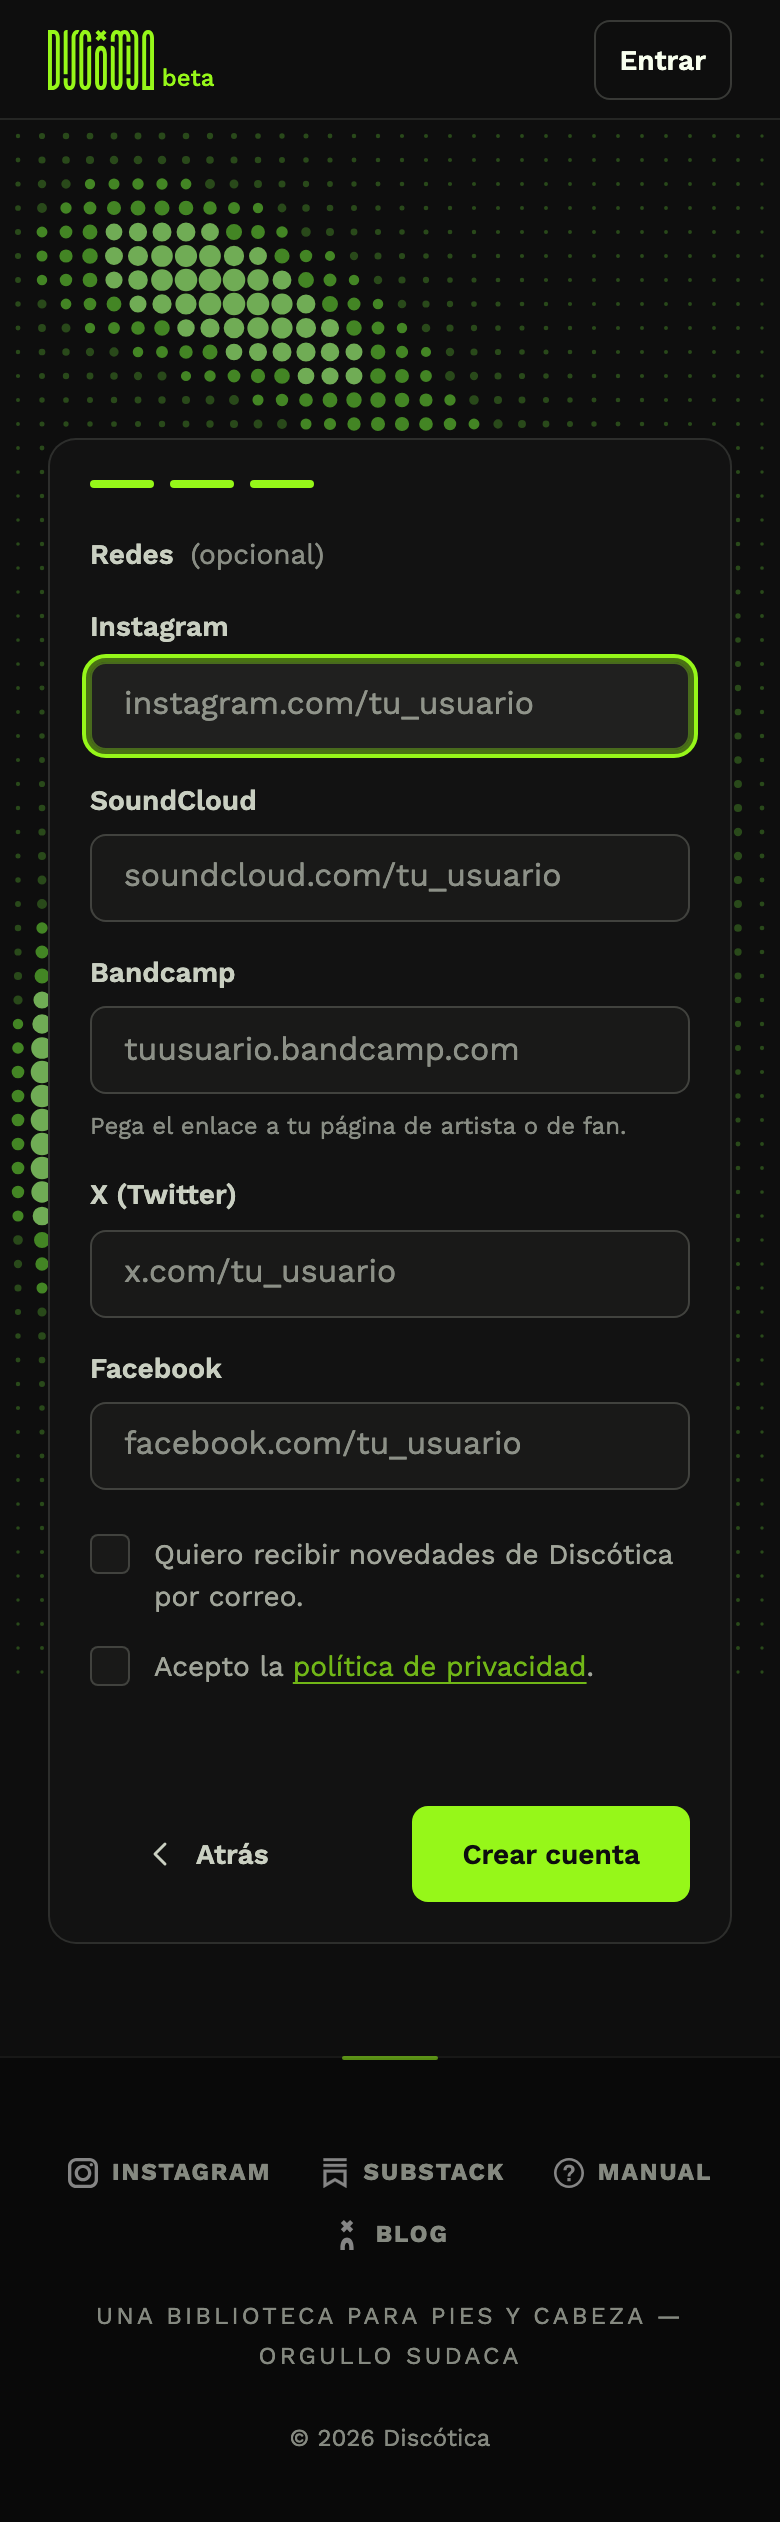 DISCÓTICA beta
Entrar
Redes (opcional)
Instagram
instagram.com/tu_usuario
SoundCloud
soundcloud.com/tu_usuario
Bandcamp
tuusuario.bandcamp.com
Pega el enlace a tu página de artista o de fan.
X (Twitter)
x.com/tu_usuario
Facebook
facebook.com/tu_usuario
Quiero recibir novedades de Discótica
por correo.
Acepto la política de privacidad.
Atrás
Crear cuenta
INSTAGRAM
SUBSTACK
MANUAL
BLOG
UNA BIBLIOTECA PARA PIES Y CABEZA —
ORGULLO SUDACA
© 2026 Discótica